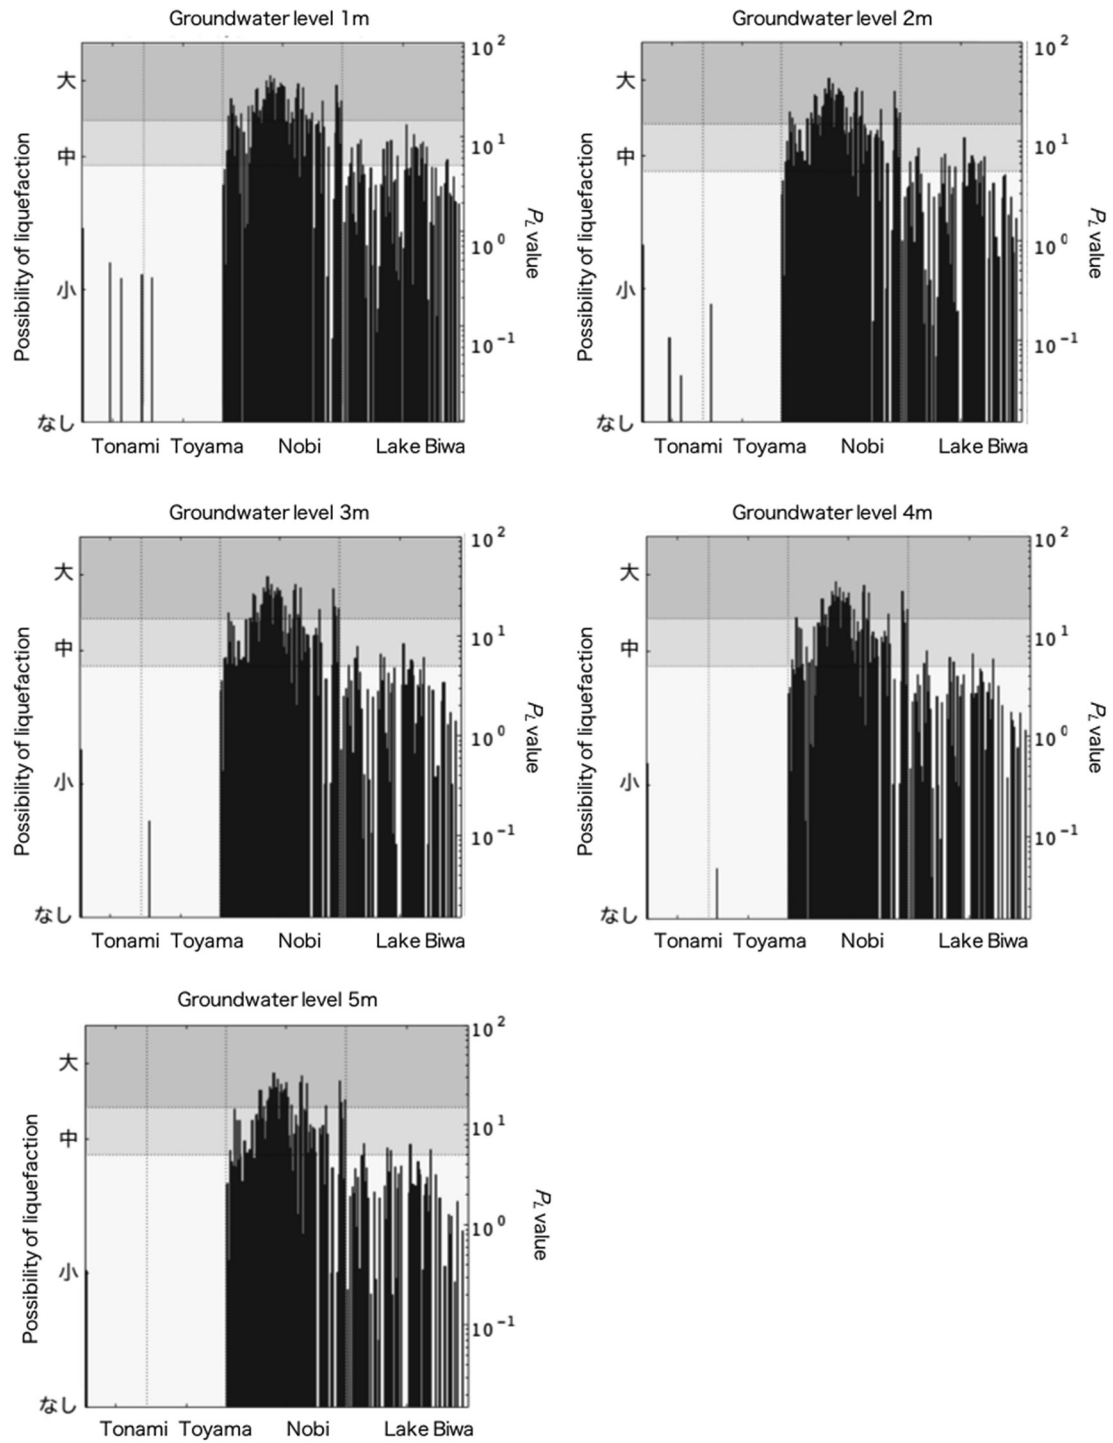 Groundwater level 1m
Possibility of liquefaction
大
中
小
なし
10²
10¹
10⁰
10⁻¹
P_L value
Tonami Toyama Nobi Lake Biwa
Groundwater level 2m
Possibility of liquefaction
大
中
小
なし
10²
10¹
10⁰
10⁻¹
P_L value
Tonami Toyama Nobi Lake Biwa
Groundwater level 3m
Possibility of liquefaction
大
中
小
なし
10²
10¹
10⁰
10⁻¹
P_L value
Tonami Toyama Nobi Lake Biwa
Groundwater level 4m
Possibility of liquefaction
大
中
小
なし
10²
10¹
10⁰
10⁻¹
P_L value
Tonami Toyama Nobi Lake Biwa
Groundwater level 5m
Possibility of liquefaction
大
中
小
なし
10²
10¹
10⁰
10⁻¹
P_L value
Tonami Toyama Nobi Lake Biwa